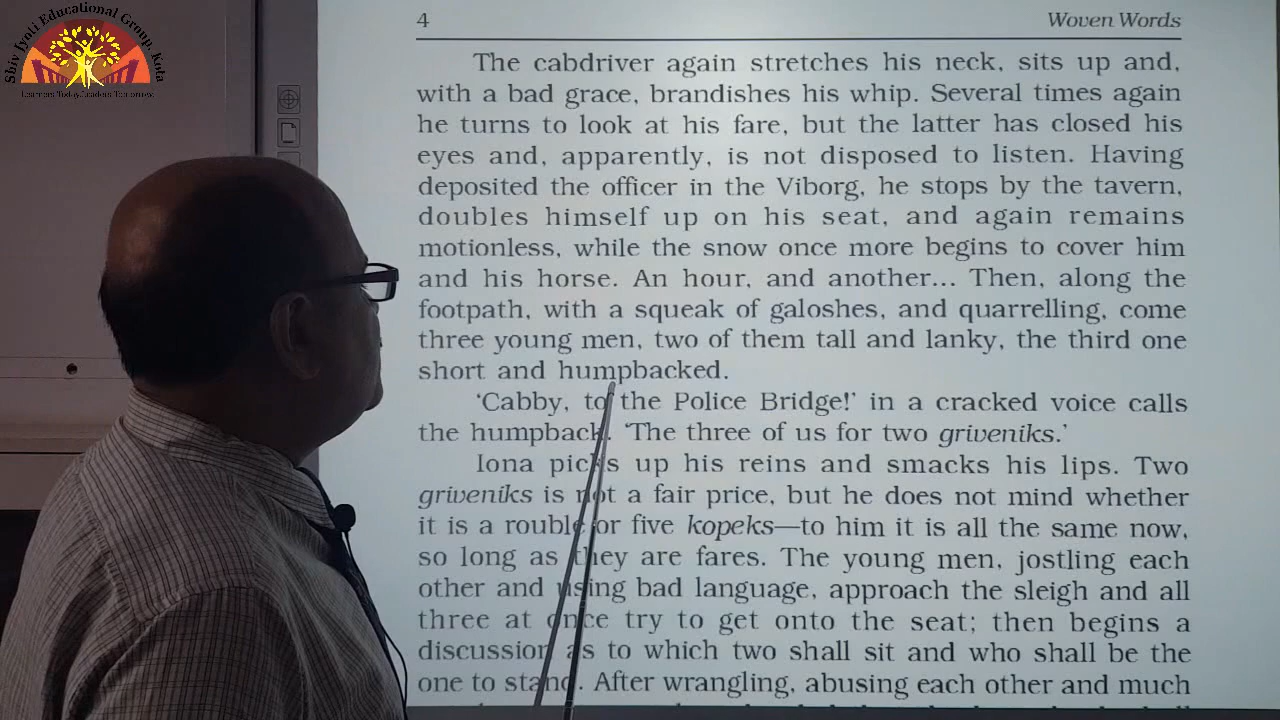 Shiv Jyoti Educational Group, Kota
Learners Today, Leaders Tomorrow
4
Woven Words
The cabdriver again stretches his neck, sits up and,
with a bad grace, brandishes his whip. Several times again
he turns to look at his fare, but the latter has closed his
eyes and, apparently, is not disposed to listen. Having
deposited the officer in the Viborg, he stops by the tavern,
doubles himself up on his seat, and again remains
motionless, while the snow once more begins to cover him
and his horse. An hour, and another... Then, along the
footpath, with a squeak of galoshes, and quarrelling, come
three young men, two of them tall and lanky, the third one
short and humpbacked.
‘Cabby, to the Police Bridge!’ in a cracked voice calls
the humpback. ‘The three of us for two griveniks.’
Iona picks up his reins and smacks his lips. Two
griveniks is not a fair price, but he does not mind whether
it is a rouble or five kopeks—to him it is all the same now,
so long as they are fares. The young men, jostling each
other and using bad language, approach the sleigh and all
three at once try to get onto the seat; then begins a
discussion as to which two shall sit and who shall be the
one to stand. After wrangling, abusing each other and much